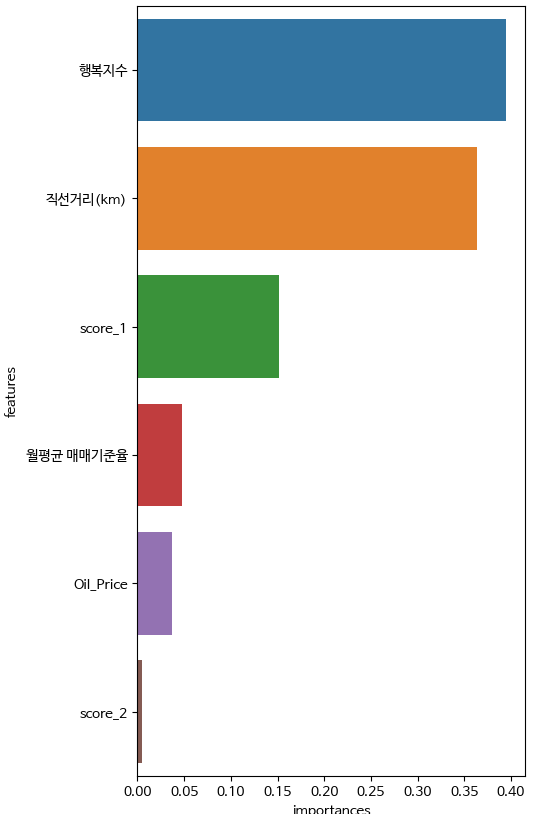 행복지수
직선거리(km)
score_1
features
월평균 매매기준율
Oil_Price
score_2
0.00 0.05 0.10 0.15 0.20 0.25 0.30 0.35 0.40
importances